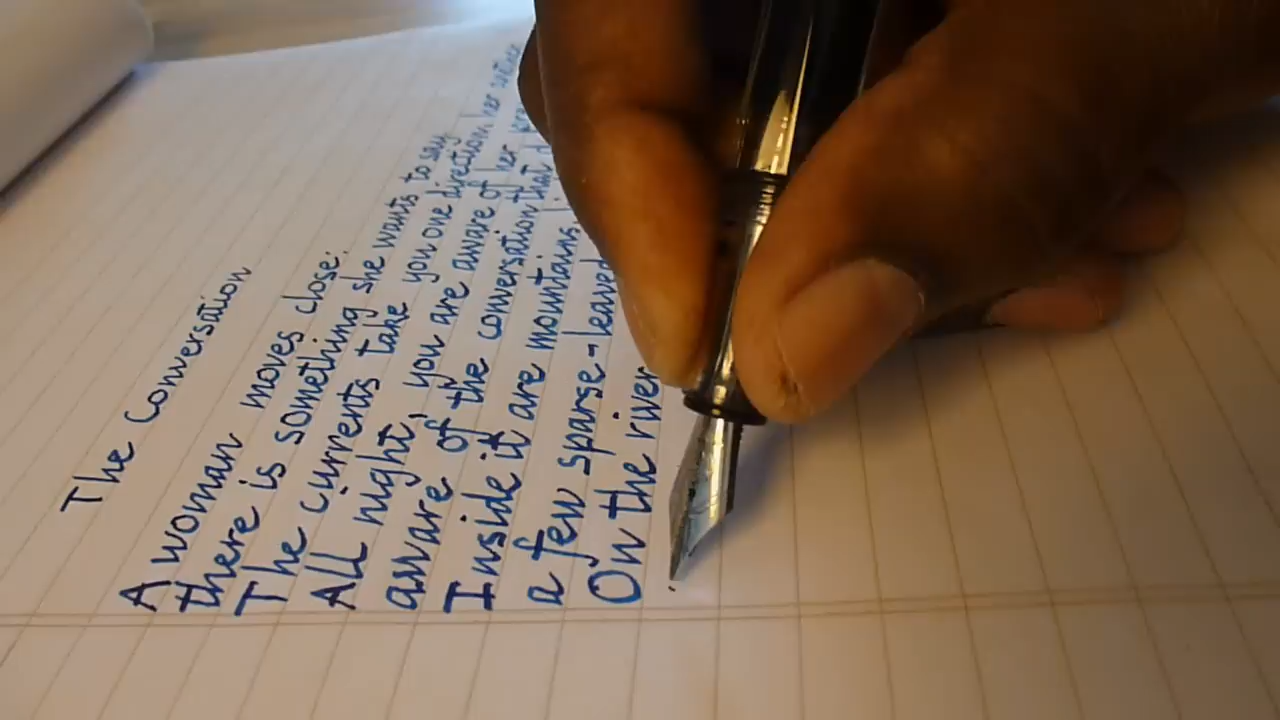 The Conversation
A woman moves close:
there is something she wants to say
The currents take you one direction her
All night, you are aware of her
aware of the conversation that
Inside it are mountains,
a few sparse-leaved
On the river